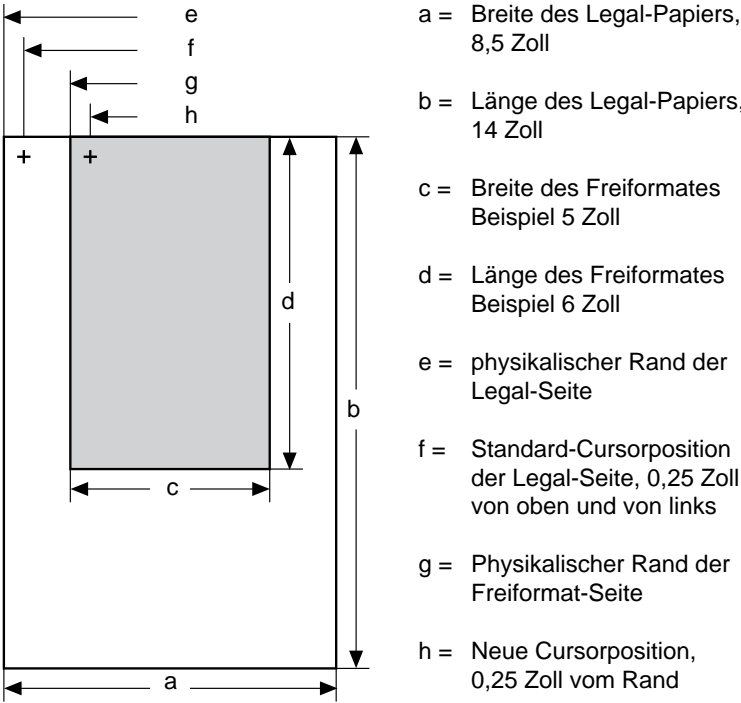 e
f
g
h
+ +
d
b
c
a
a = Breite des Legal-Papiers,
8,5 Zoll
b = Länge des Legal-Papiers,
14 Zoll
c = Breite des Freiformates
Beispiel 5 Zoll
d = Länge des Freiformates
Beispiel 6 Zoll
e = physikalischer Rand der
Legal-Seite
f = Standard-Cursorposition
der Legal-Seite, 0,25 Zoll
von oben und von links
g = Physikalischer Rand der
Freiformat-Seite
h = Neue Cursorposition,
0,25 Zoll vom Rand